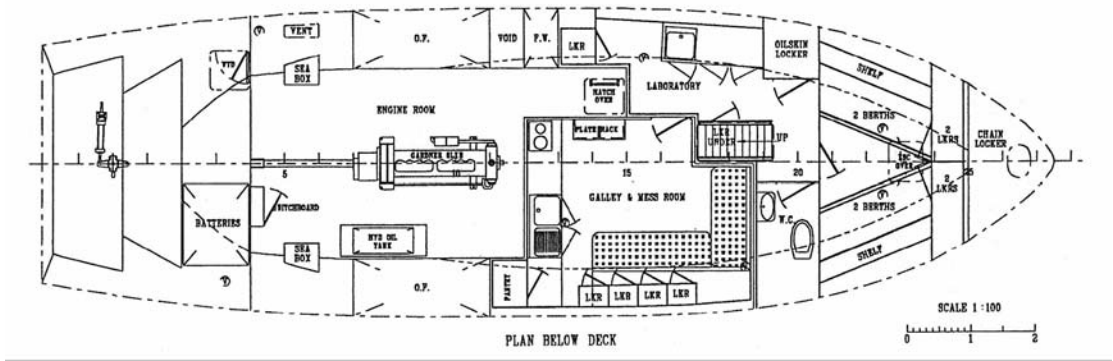 VENT
O.F.
VOID
F.W.
LKR
OILSKIN
LOCKER
SEA
BOX
LABORATORY
SHELF
HATCH
OVER
ENGINE ROOM
PLATE RACK
LKR
UNDER
UP
2 BERTHS
2
LKRS
CHAIN
LOCKER
GARDNER 8LXB
5
10
15
20
25
ESC
OVER
GALLEY & MESS ROOM
2
LKRS
BATTERIES
SWITCHBOARD
W.C.
2 BERTHS
HYD OIL
TANK
SEA
BOX
SHELF
O.F.
PANTRY
LKR
LKR
LKR
LKR
SCALE 1 :100
0 1 2
PLAN BELOW DECK